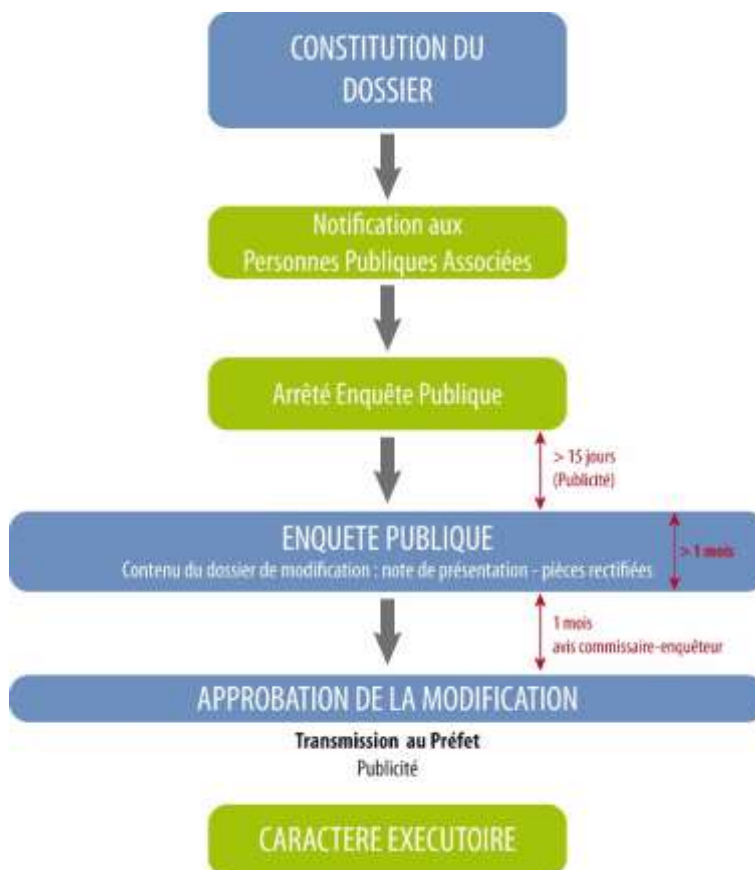 CONSTITUTION DU
DOSSIER
Notification aux
Personnes Publiques Associées
Arrêté Enquête Publique
> 15 jours
(Publicité)
ENQUETE PUBLIQUE
Contenu du dossier de modification : note de présentation - pièces rectifiées
> 1 mois
1 mois
avis commissaire-enquêteur
APPROBATION DE LA MODIFICATION
Transmission au Préfet
Publicité
CARACTERE EXECUTOIRE